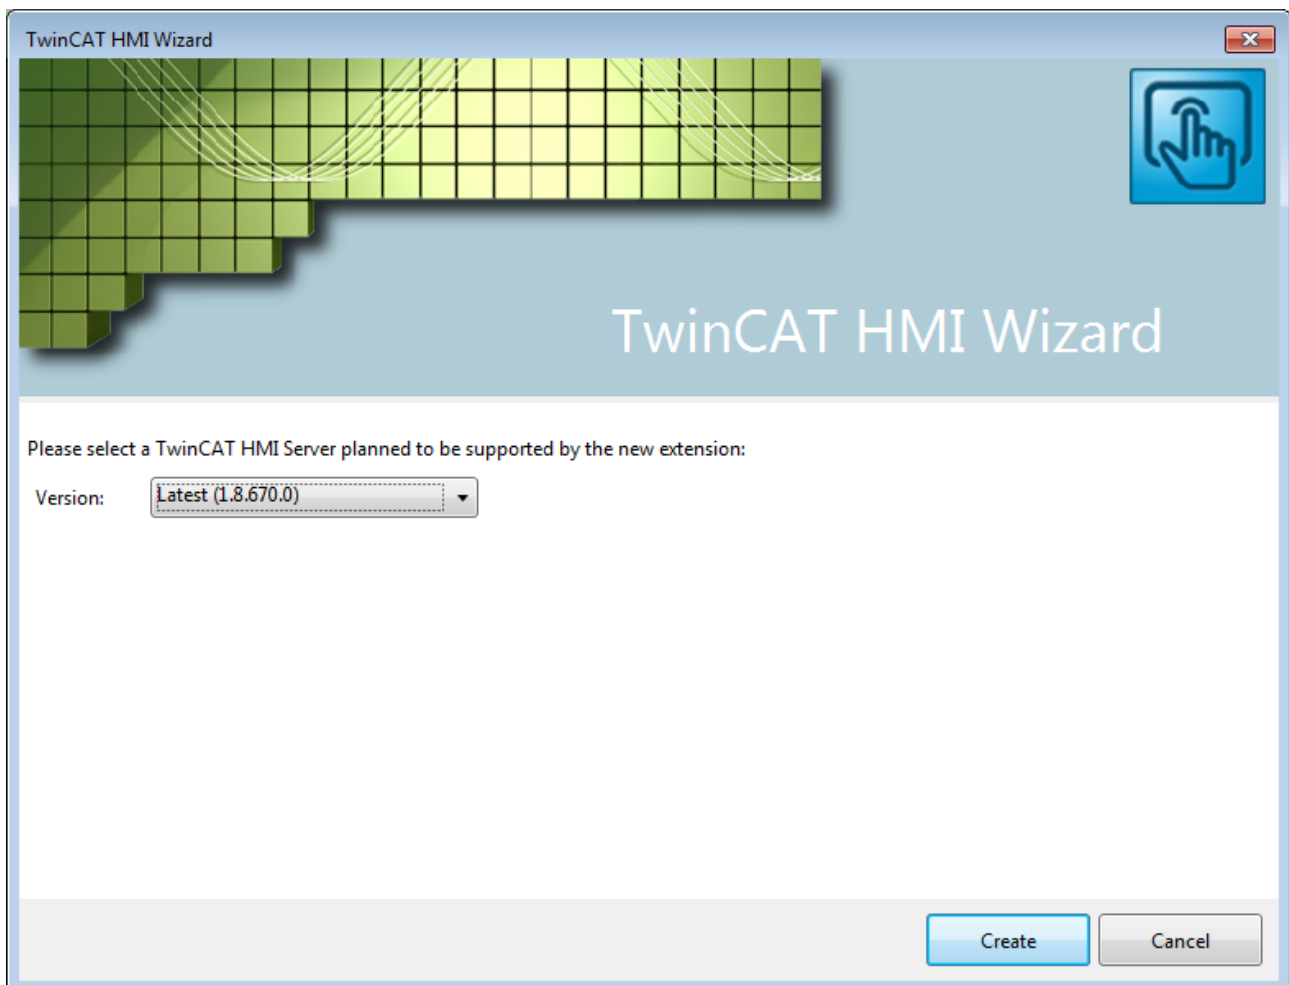 TwinCAT HMI Wizard
TwinCAT HMI Wizard
Please select a TwinCAT HMI Server planned to be supported by the new extension:
Version: Latest (1.8.670.0)
Create Cancel